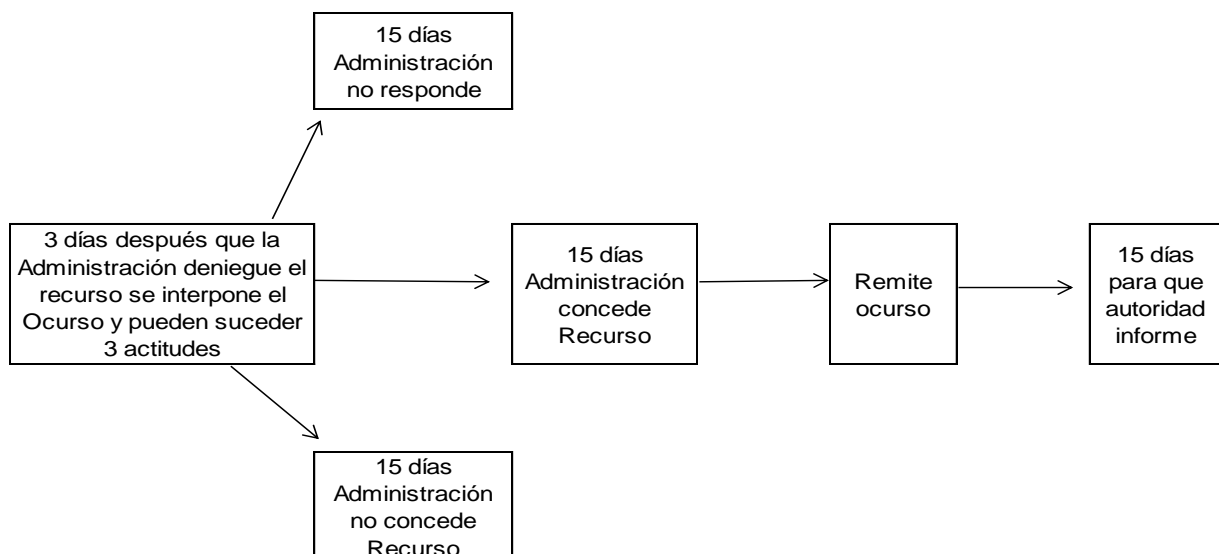 15 días
Administración
no responde
3 días después que la
Administración deniegue el
recurso se interpone el
Ocurso y pueden suceder
3 actitudes
15 días
Administración
concede
Recurso
Remite
ocurso
15 días
para que
autoridad
informe
15 días
Administración
no concede
Recurso